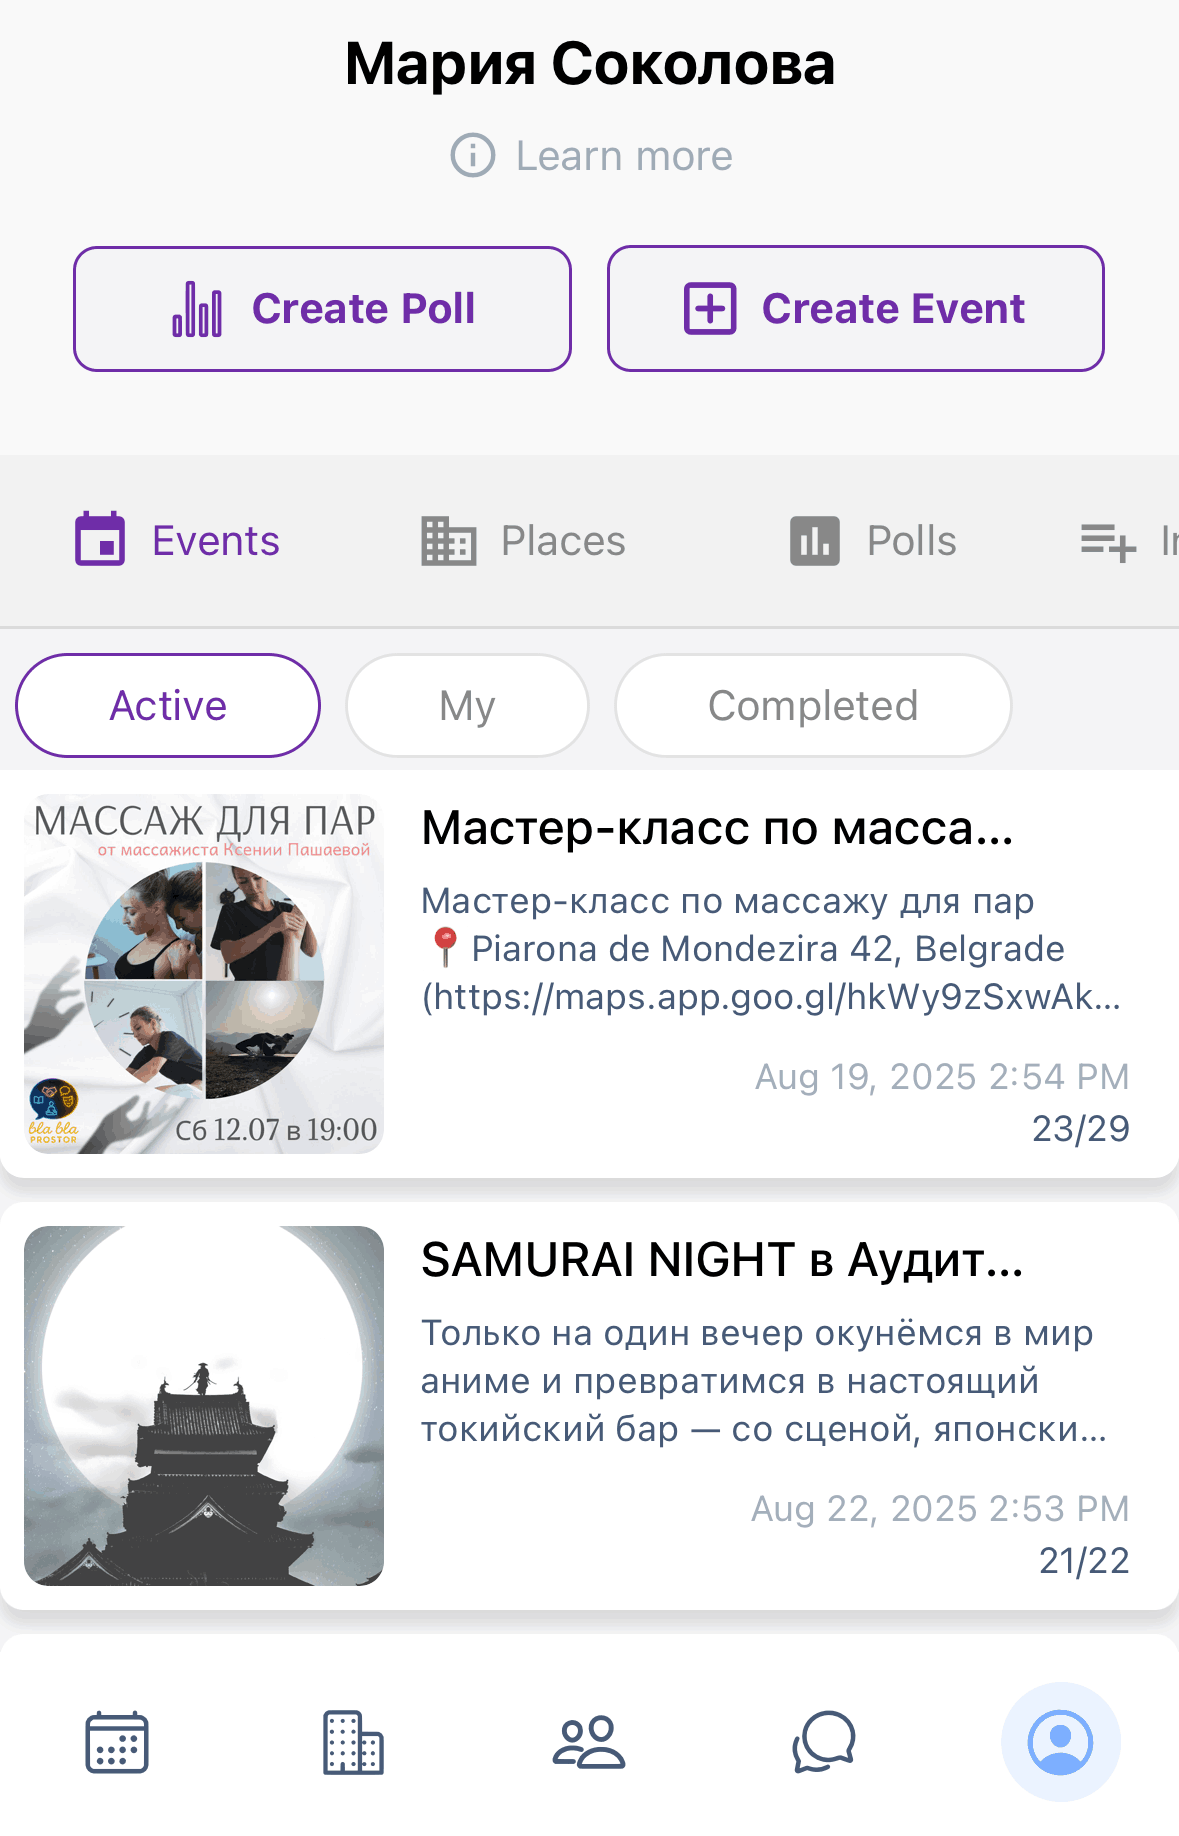 Мария Соколова
Learn more
Create Poll
Create Event
Events
Places
Polls
Active
My
Completed
МАССАЖ ДЛЯ ПАР
от массажиста Ксении Пашаевой
bla bla
PROSTOR
Сб 12.07 в 19:00
Мастер-класс по масса...
Мастер-класс по массажу для пар
📍Piarona de Mondezira 42, Belgrade
(https://maps.app.goo.gl/hkWy9zSxwAk...
Aug 19, 2025 2:54 PM
23/29
SAMURAI NIGHT в Аудит...
Только на один вечер окунёмся в мир
аниме и превратимся в настоящий
токийский бар — со сценой, японски...
Aug 22, 2025 2:53 PM
21/22